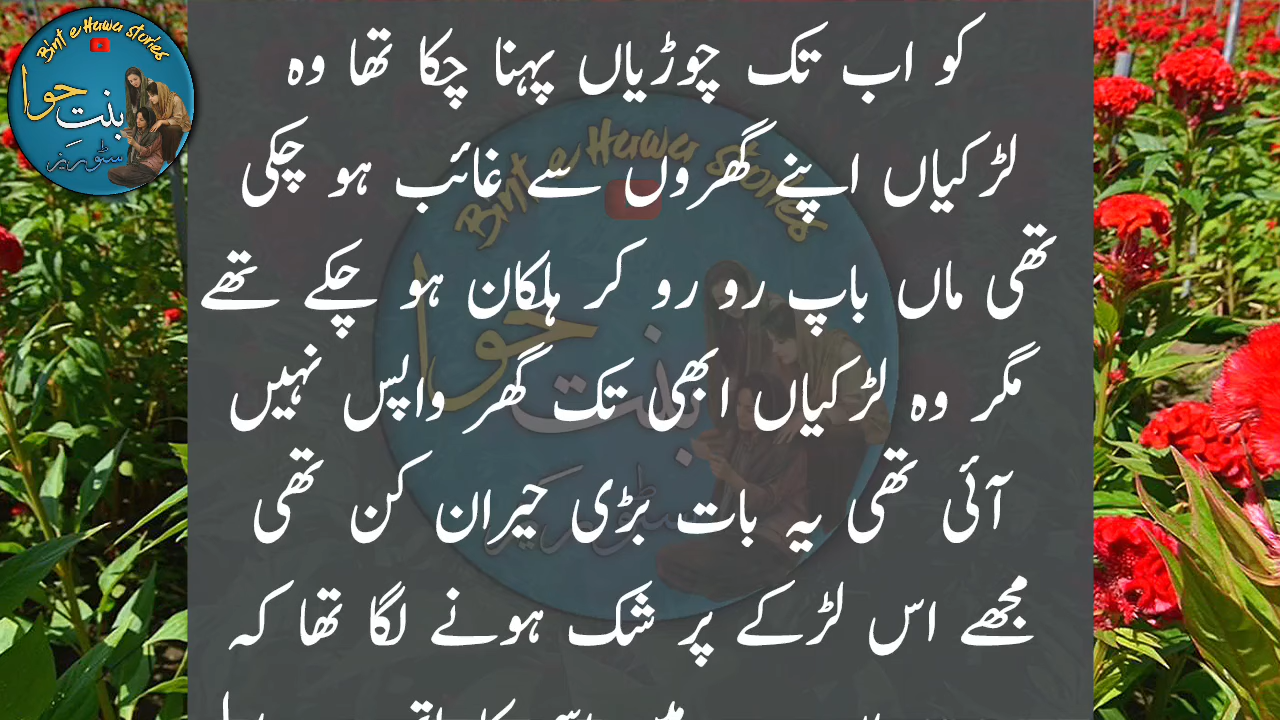 Bint e Hawa stories
بنت حوا
سٹوریز
کو اب تک چوڑیاں پہنا چکا تھا وہ
لڑکیاں اپنے گھروں سے غائب ہو چکی
تھی ماں باپ رو رو کر ہلکان ہو چکے تھے
مگر وہ لڑکیاں ابھی تک گھر واپس نہیں
آئی تھی یہ بات بڑی حیران کن تھی
مجھے اس لڑکے پر شک ہونے لگا تھا کہ